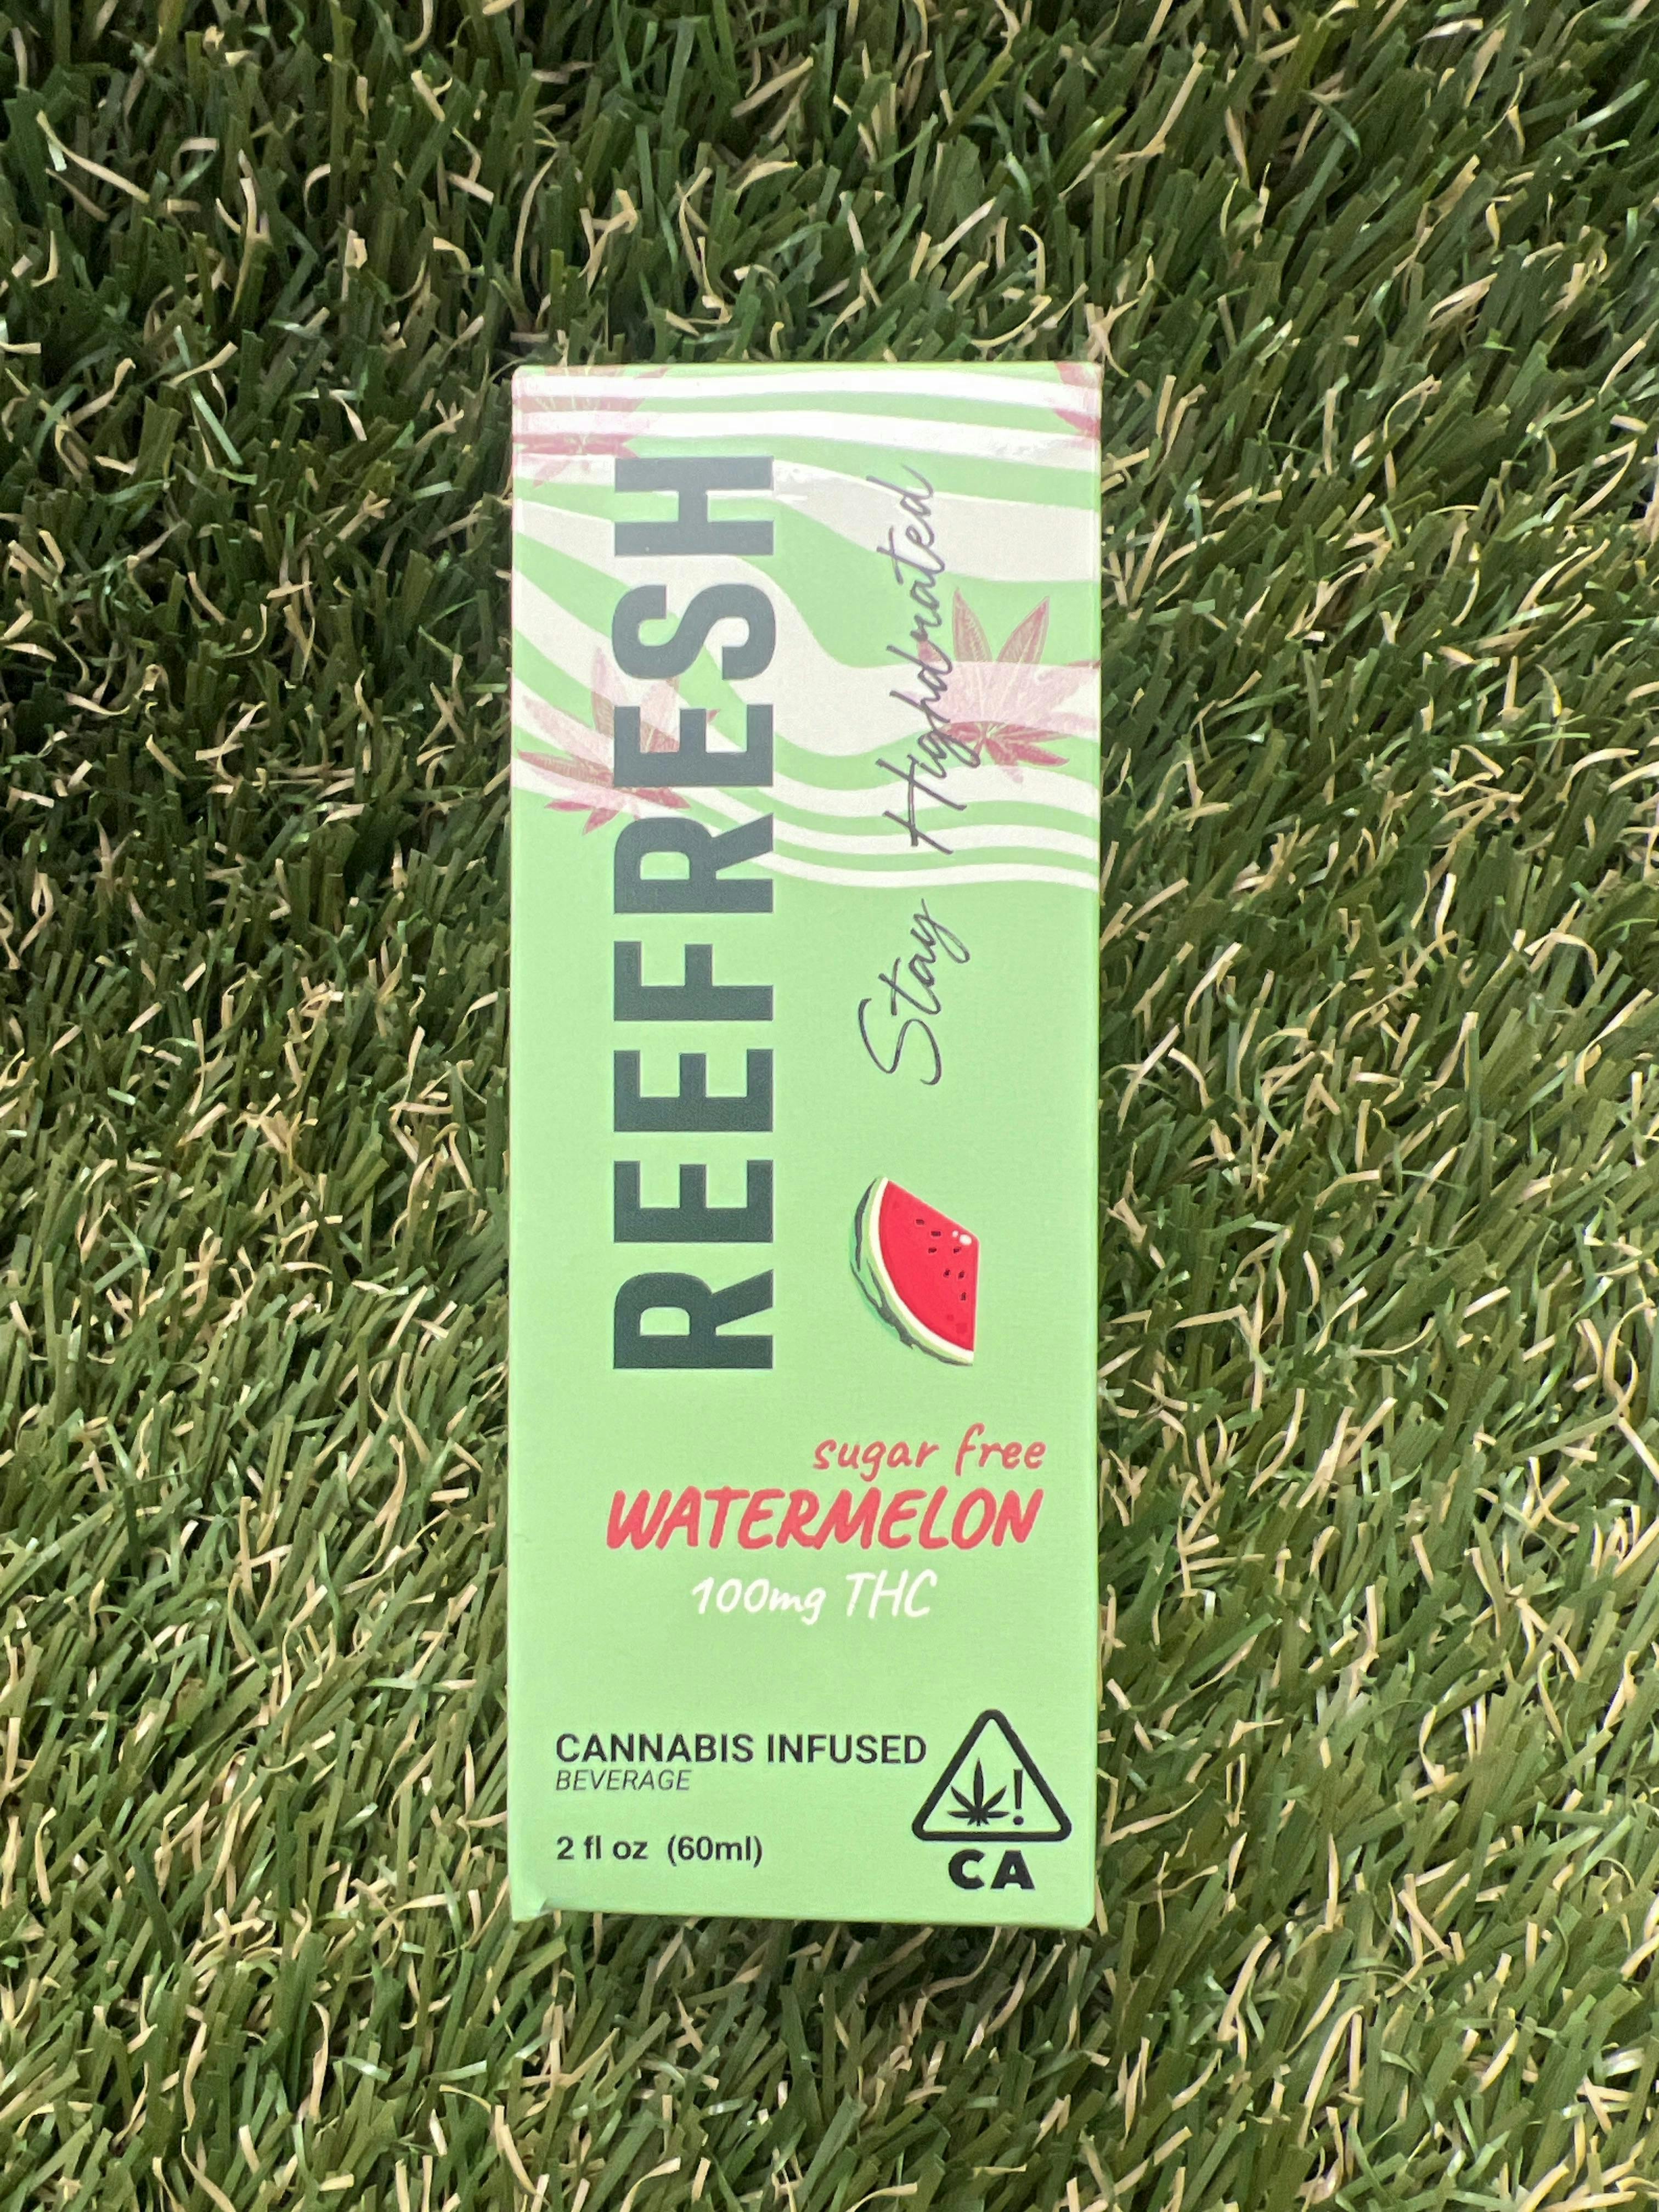 REEFRESH
Stay Highdrated
sugar free
WATERMELON
100mg THC
CANNABIS INFUSED
BEVERAGE
2 fl oz (60ml)
!
CA